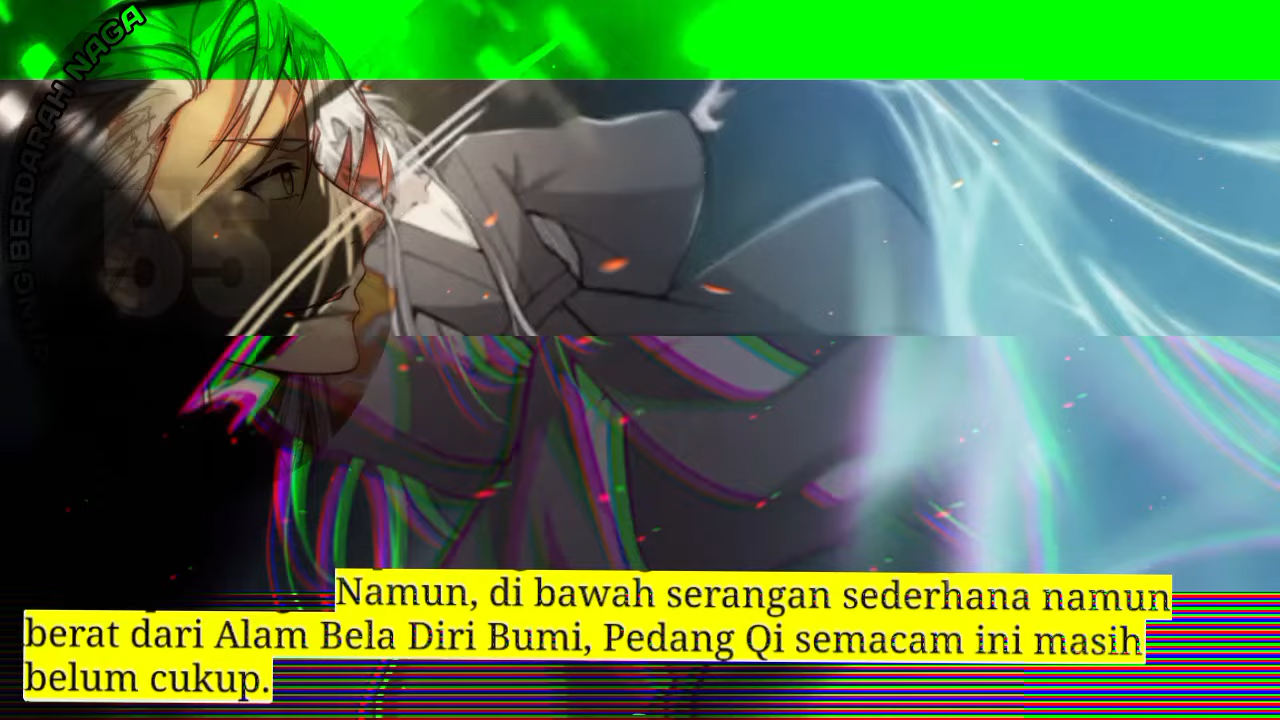 BERDARAH NAGA
55
Namun, di bawah serangan sederhana namun
berat dari Alam Bela Diri Bumi, Pedang Qi semacam ini masih
belum cukup.